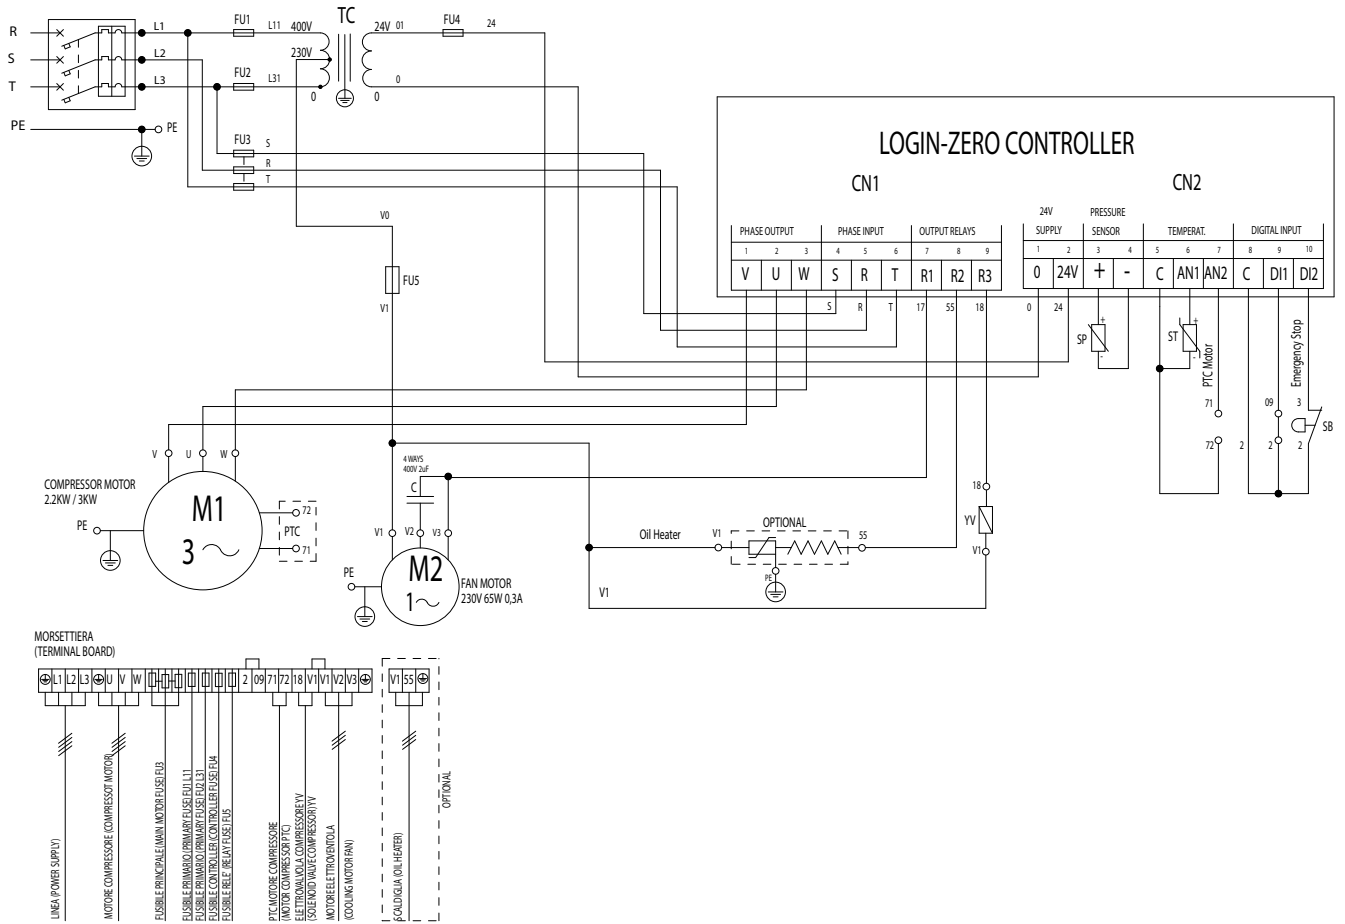 R
S
T
PE
L1
L2
L3
PE
FU1
L11
400V
TC
24V
01
FU4
24
230V
FU2
L31
0
0
0
FU3
S
R
T
V0
FU5
V1
LOGIN-ZERO CONTROLLER
CN1
CN2
PHASE OUTPUT
PHASE INPUT
OUTPUT RELAYS
24V
SUPPLY
PRESSURE
SENSOR
TEMPERAT.
DIGITAL INPUT
1 2 3 4 5 6 7 8 9
V U W S R T R1 R2 R3
1 2 3 4 5 6 7 8 9 10
0 24V + - C AN1 AN2 C DI1 DI2
S R T 17 55 18
0 24
SP
+
-
ST
+
-
PTC Motor
71
72
2
09
2
Emergency Stop
3
2
SB
V U W
COMPRESSOR MOTOR
2.2KW / 3KW
M1
3
PE
72
PTC
71
4 WAYS
400V 2uF
C
V1 V2 V3
M2
1
PE
FAN MOTOR
230V 65W 0,3A
Oil Heater
V1
OPTIONAL
55
PE
V1
18
YV
V1
MORSETTIERA
(TERMINAL BOARD)
L1 L2 L3 U V W 2 09 71 72 18 V1 V1 V2 V3
V1 55
LINEA (POWER SUPPLY)
MOTORE COMPRESSORE (COMPRESSOT MOTOR)
FUSIBILE PRINCIPALE (MAIN MOTOR FUSE) FU3
FUSIBILE PRIMARIO (PRIMARY FUSE) FU1 L11
FUSIBILE PRIMARIO (PRIMARY FUSE) FU2 L31
FUSIBILE CONTROLLER (CONTROLLER FUSE) FU4
FUSIBILE RELE' (RELAY FUSE) FU5
PTC MOTORE COMPRESSORE
(MOTOR COMPRESSOR PTC)
ELETTROVALVOLA COMPRESSORE YV
(SOLENOID VALVE COMPRESSOR) YV
MOTORE ELETTROVENTOLA
(COOLING MOTOR FAN)
SCALDIGLIA (OIL HEATER)
OPTIONAL